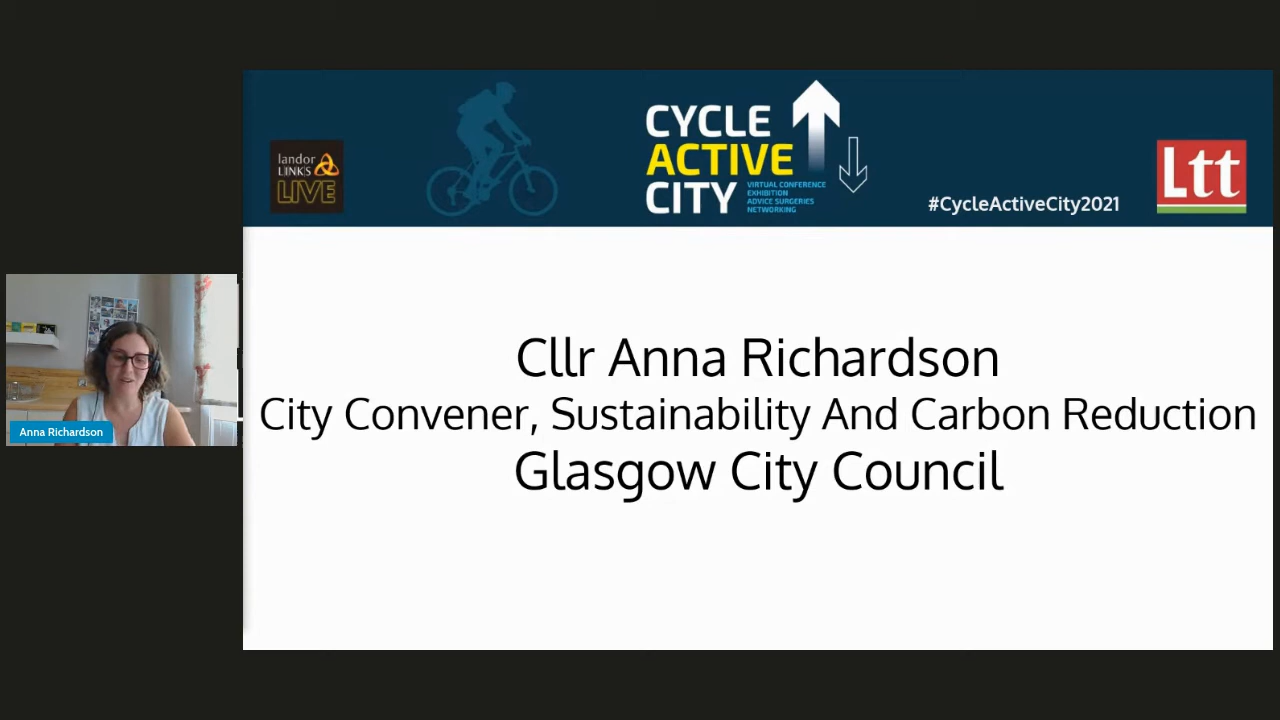 landor
LINKS
LIVE
CYCLE
ACTIVE
CITY
VIRTUAL CONFERENCE
EXHIBITION
ADVICE SURGERIES
NETWORKING
#CycleActiveCity2021
Ltt
Anna Richardson
Cllr Anna Richardson
City Convener, Sustainability And Carbon Reduction
Glasgow City Council